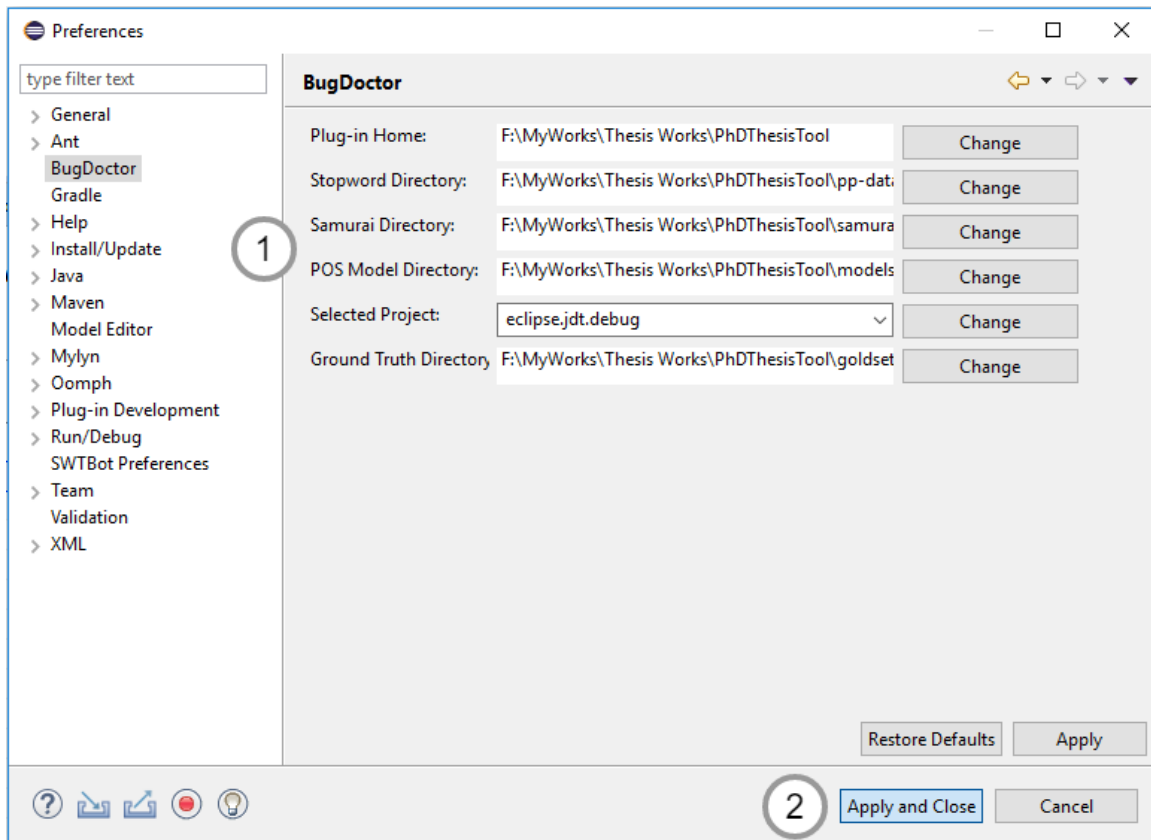 Preferences
type filter text
General
Ant
BugDoctor
Gradle
Help
Install/Update
Java
Maven
Model Editor
Mylyn
Oomph
Plug-in Development
Run/Debug
SWTBot Preferences
Team
Validation
XML
1
BugDoctor
Plug-in Home: F:\MyWorks\Thesis Works\PhDThesisTool Change
Stopword Directory: F:\MyWorks\Thesis Works\PhDThesisTool\pp-data Change
Samurai Directory: F:\MyWorks\Thesis Works\PhDThesisTool\samura Change
POS Model Directory: F:\MyWorks\Thesis Works\PhDThesisTool\models Change
Selected Project: eclipse.jdt.debug Change
Ground Truth Directory F:\MyWorks\Thesis Works\PhDThesisTool\goldset Change
Restore Defaults Apply
2 Apply and Close Cancel